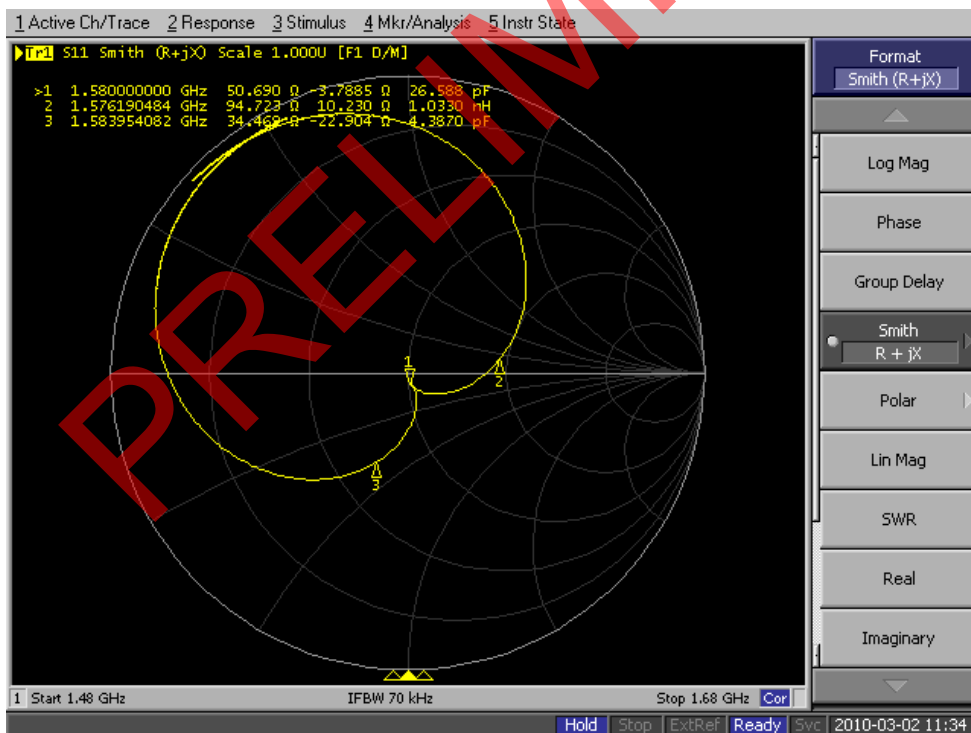 1 Active Ch/Trace 2 Response 3 Stimulus 4 Mkr/Analysis 5 Instr State
Tr1 S11 Smith (R+jX) Scale 1.000U [F1 D/M]
>1 1.580000000 GHz 50.690 Ω -3.7885 Ω 26.588 pF
2 1.576190484 GHz 94.723 Ω 10.230 Ω 1.0330 nH
3 1.583954082 GHz 34.462 Ω -22.904 Ω 4.3870 pF
1
2
3
PRELIMI
Format
Smith (R+jX)
Log Mag
Phase
Group Delay
Smith
R + jX
Polar
Lin Mag
SWR
Real
Imaginary
1 Start 1.48 GHz IFBW 70 kHz Stop 1.68 GHz Cor
Hold Stop ExtRef Ready Svc 2010-03-02 11:34